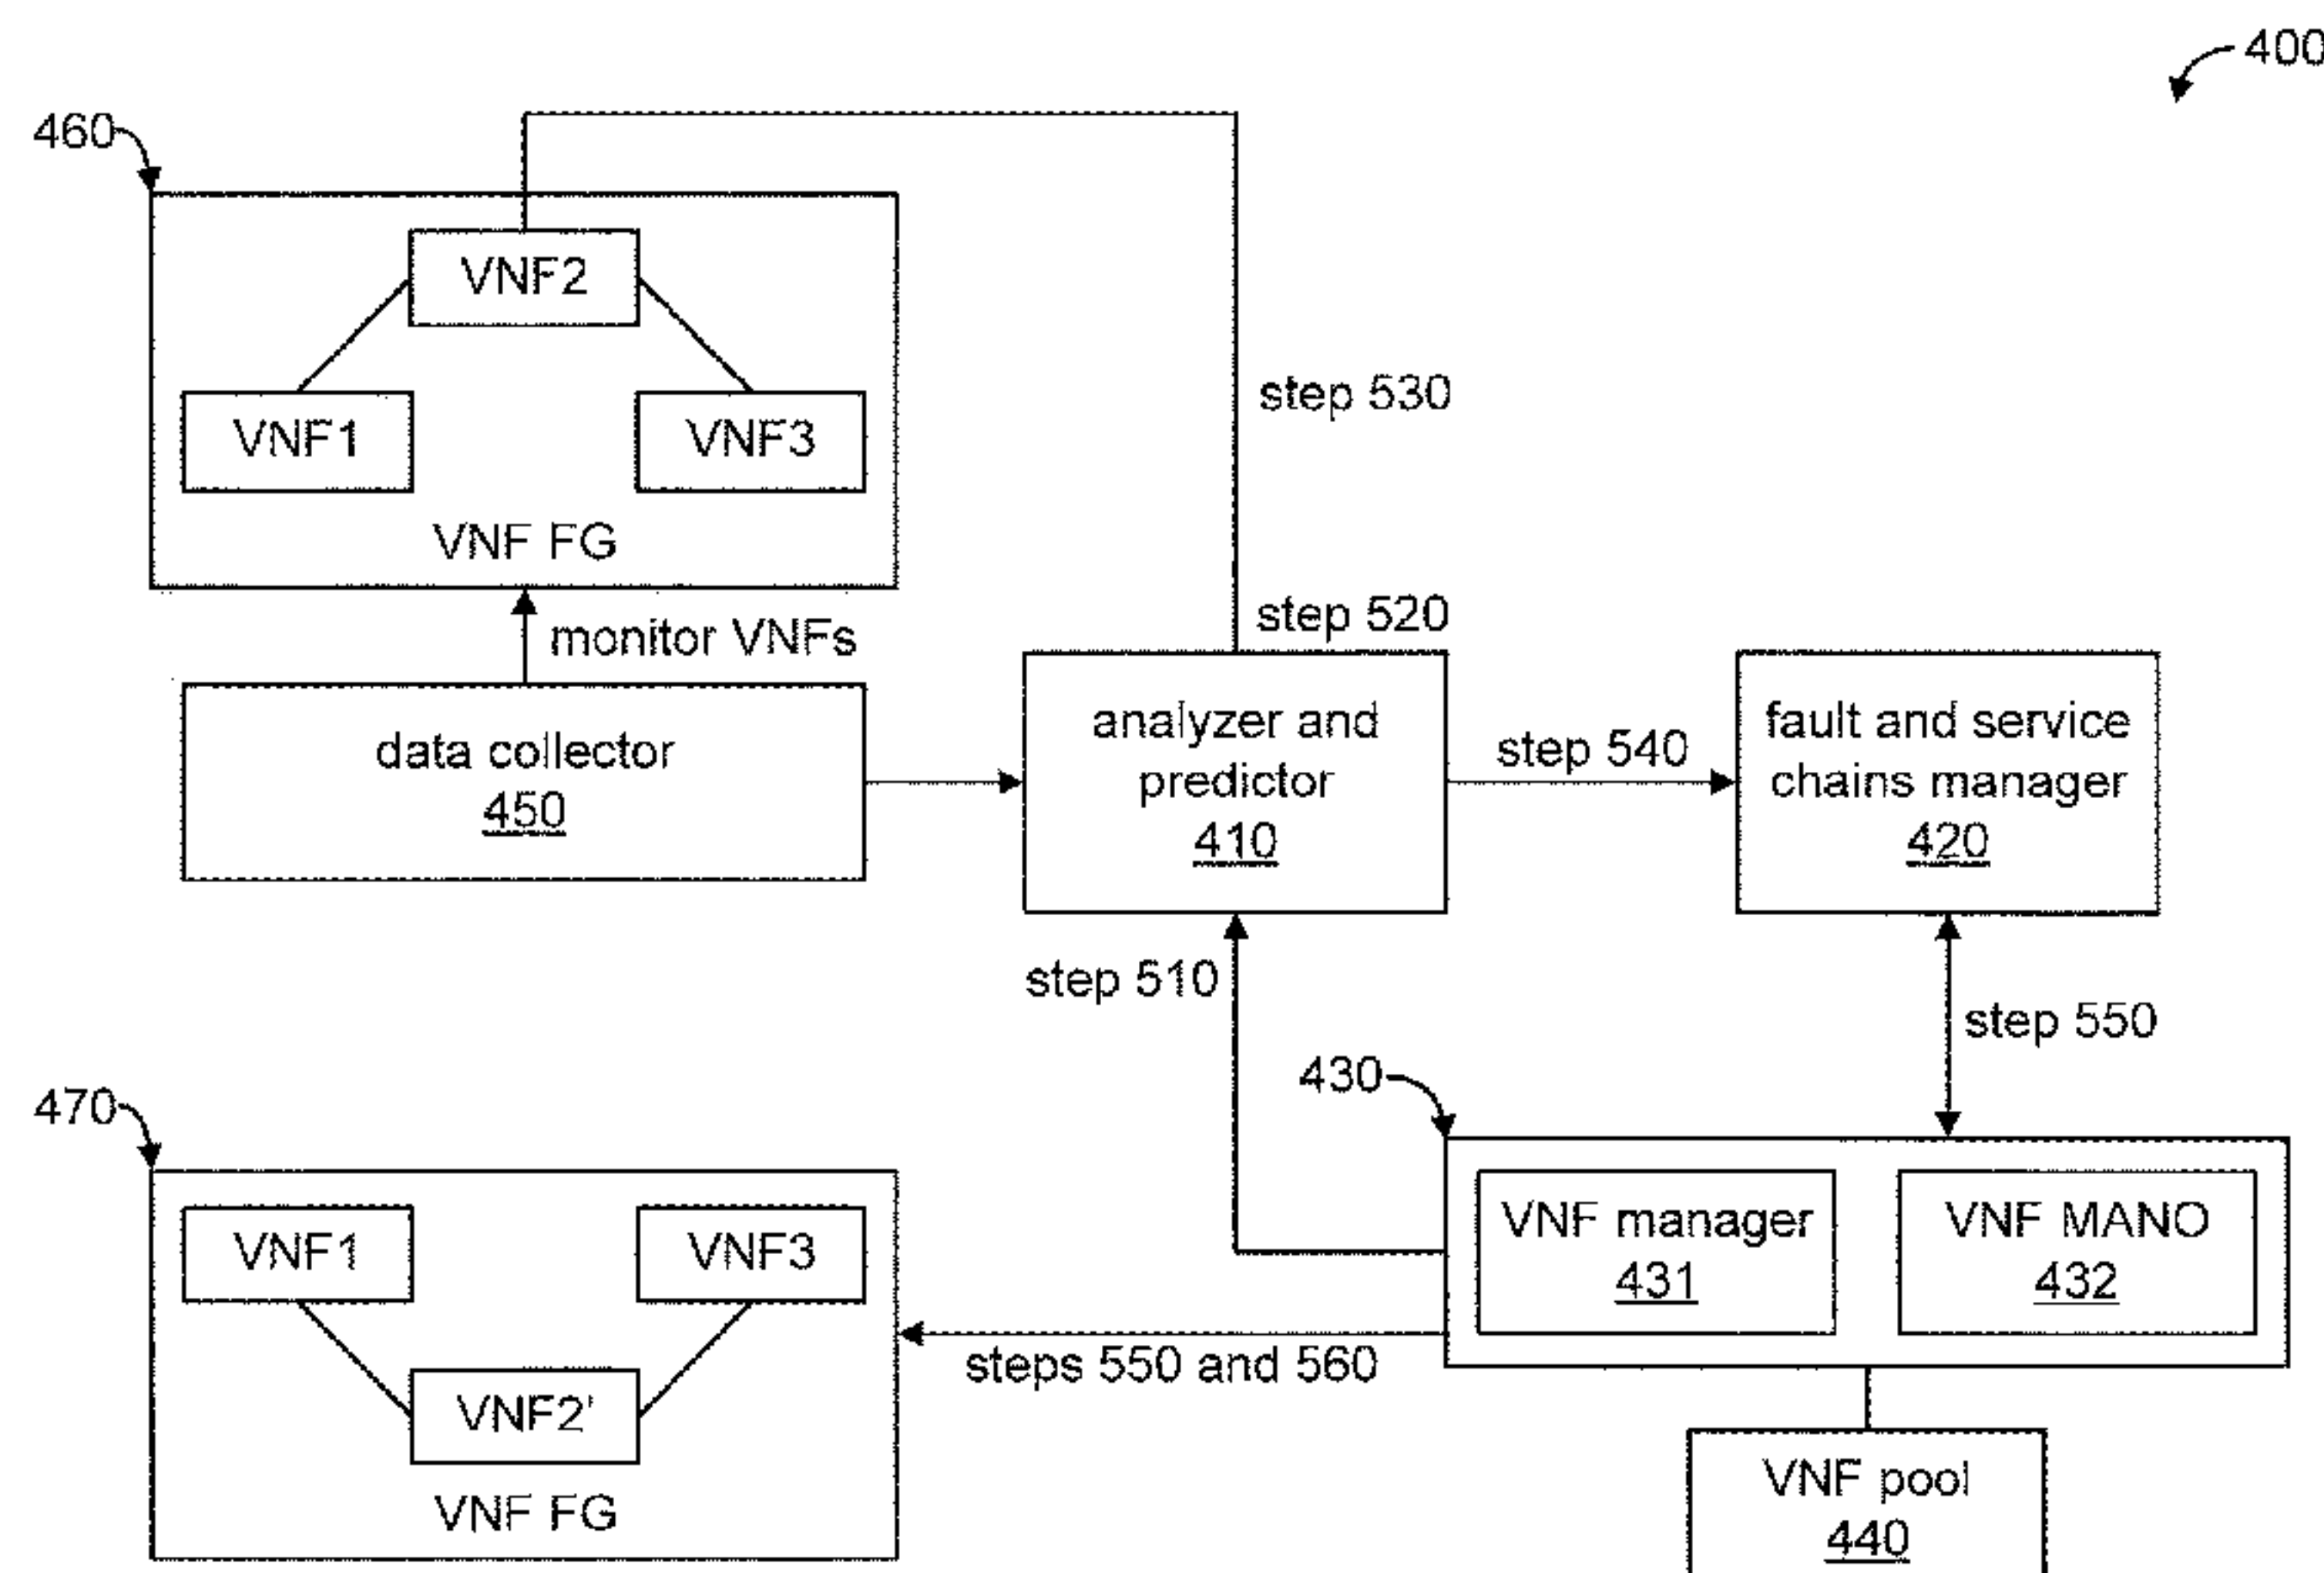 400
460
VNF2
VNF1
VNF3
VNF FG
step 530
step 520
monitor VNFs
data collector
450
analyzer and
predictor
410
step 540
fault and service
chains manager
420
step 510
step 550
430
470
VNF1
VNF3
VNF2'
VNF FG
VNF manager
431
VNF MANO
432
steps 550 and 560
VNF pool
440